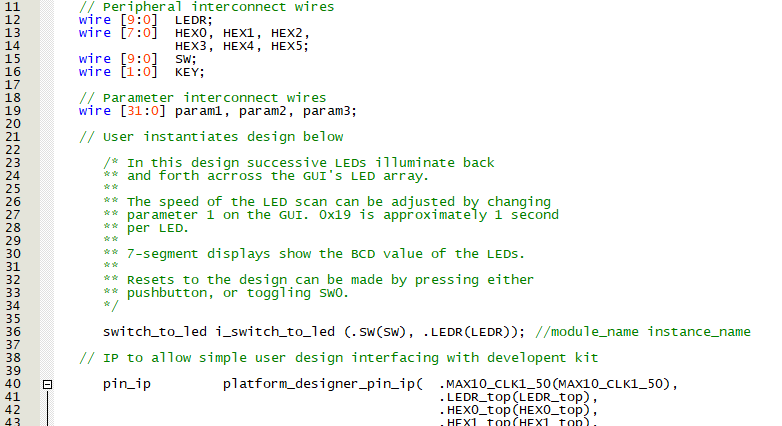 11 // Peripheral interconnect wires
12 wire [9:0] LEDR;
13 wire [7:0] HEX0, HEX1, HEX2,
14 HEX3, HEX4, HEX5;
15 wire [9:0] SW;
16 wire [1:0] KEY;
17
18 // Parameter interconnect wires
19 wire [31:0] param1, param2, param3;
20
21 // User instantiates design below
22
23 /* In this design successive LEDs illuminate back
24 ** and forth acrross the GUI's LED array.
25 **
26 ** The speed of the LED scan can be adjusted by changing
27 ** parameter 1 on the GUI. 0x19 is approximately 1 second
28 ** per LED.
29 **
30 ** 7-segment displays show the BCD value of the LEDs.
31 **
32 ** Resets to the design can be made by pressing either
33 ** pushbutton, or toggling SW0.
34 */
35
36 switch_to_led i_switch_to_led (.SW(SW), .LEDR(LEDR)); //module_name instance_name
37
38 // IP to allow simple user design interfacing with developent kit
39
40 pin_ip platform_designer_pin_ip( .MAX10_CLK1_50(MAX10_CLK1_50),
41 .LEDR_top(LEDR_top),
42 .HEX0_top(HEX0_top),
43 .HEX1_top(HEX1_top),